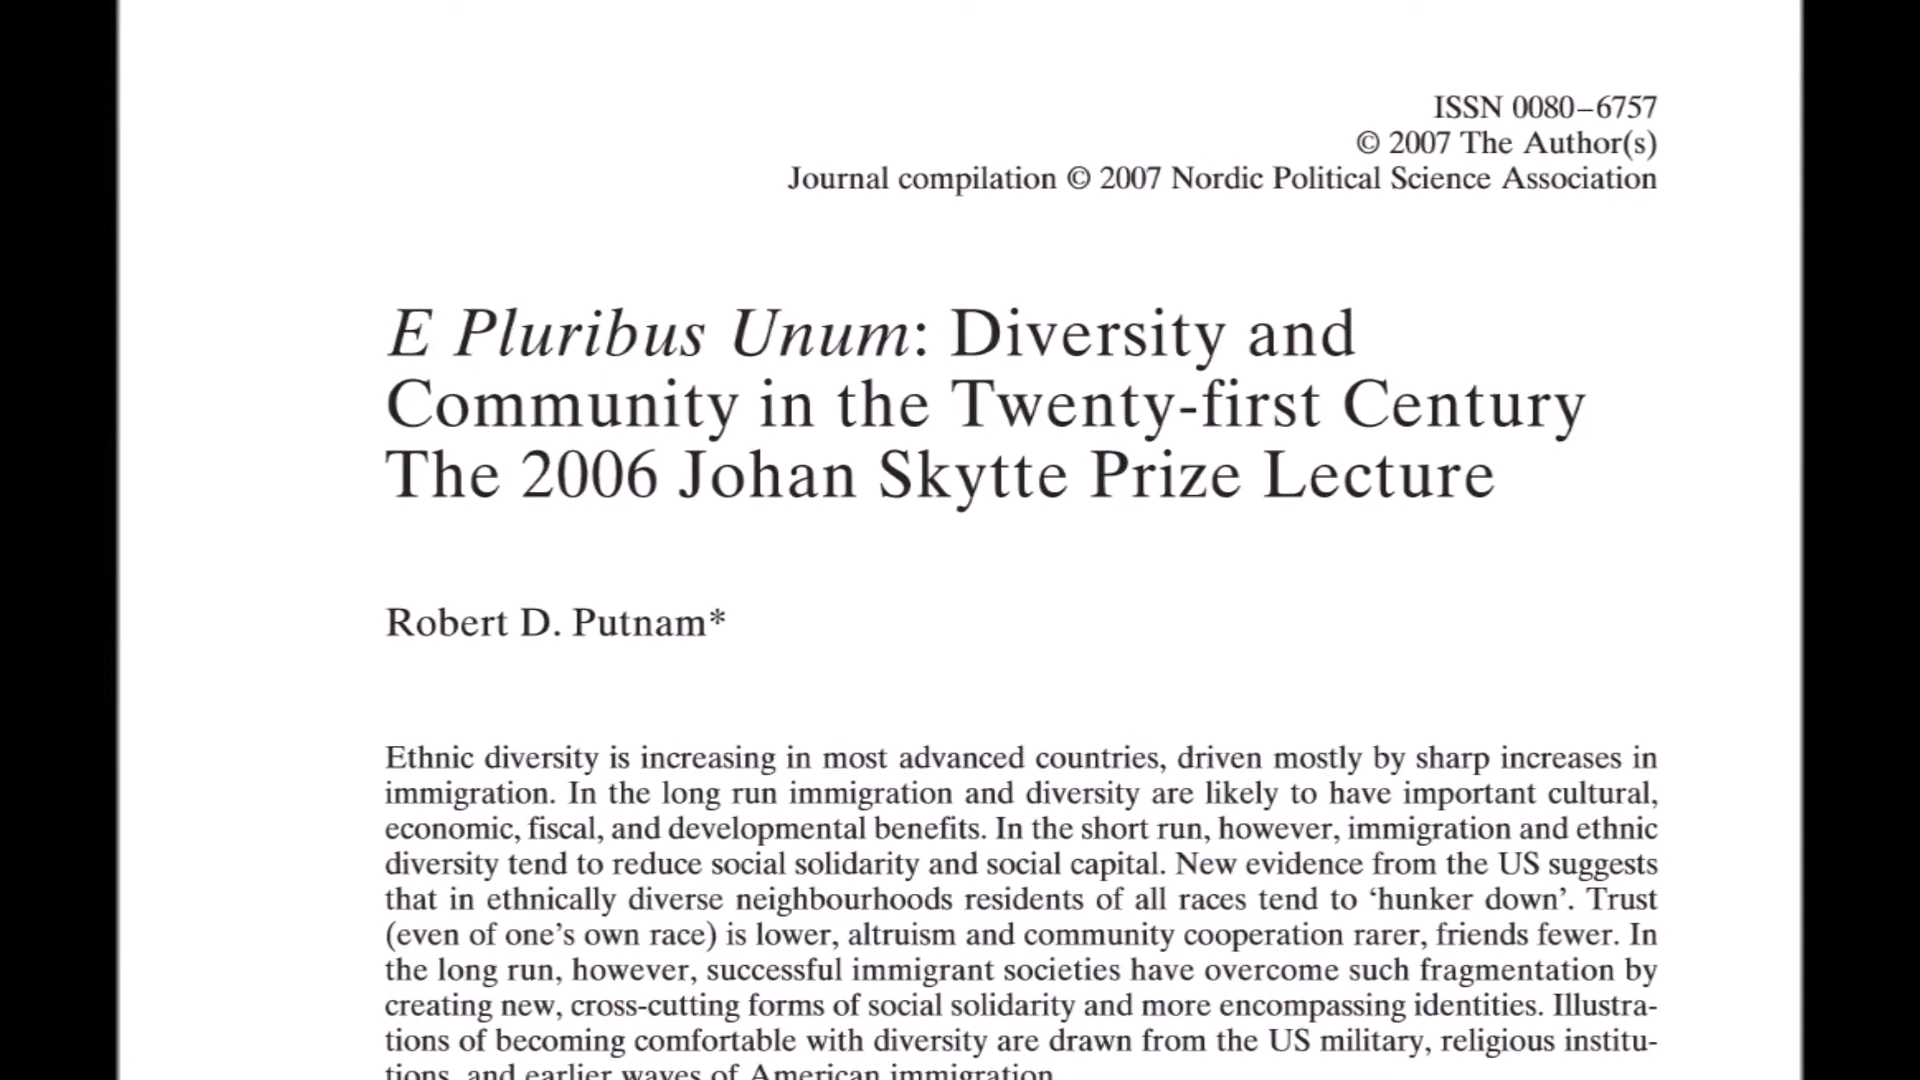 ISSN 0080–6757
© 2007 The Author(s)
Journal compilation © 2007 Nordic Political Science Association
E Pluribus Unum: Diversity and
Community in the Twenty-first Century
The 2006 Johan Skytte Prize Lecture
Robert D. Putnam*
Ethnic diversity is increasing in most advanced countries, driven mostly by sharp increases in
immigration. In the long run immigration and diversity are likely to have important cultural,
economic, fiscal, and developmental benefits. In the short run, however, immigration and ethnic
diversity tend to reduce social solidarity and social capital. New evidence from the US suggests
that in ethnically diverse neighbourhoods residents of all races tend to ‘hunker down’. Trust
(even of one’s own race) is lower, altruism and community cooperation rarer, friends fewer. In
the long run, however, successful immigrant societies have overcome such fragmentation by
creating new, cross-cutting forms of social solidarity and more encompassing identities. Illustra-
tions of becoming comfortable with diversity are drawn from the US military, religious institu-
tions, and earlier waves of American immigration.